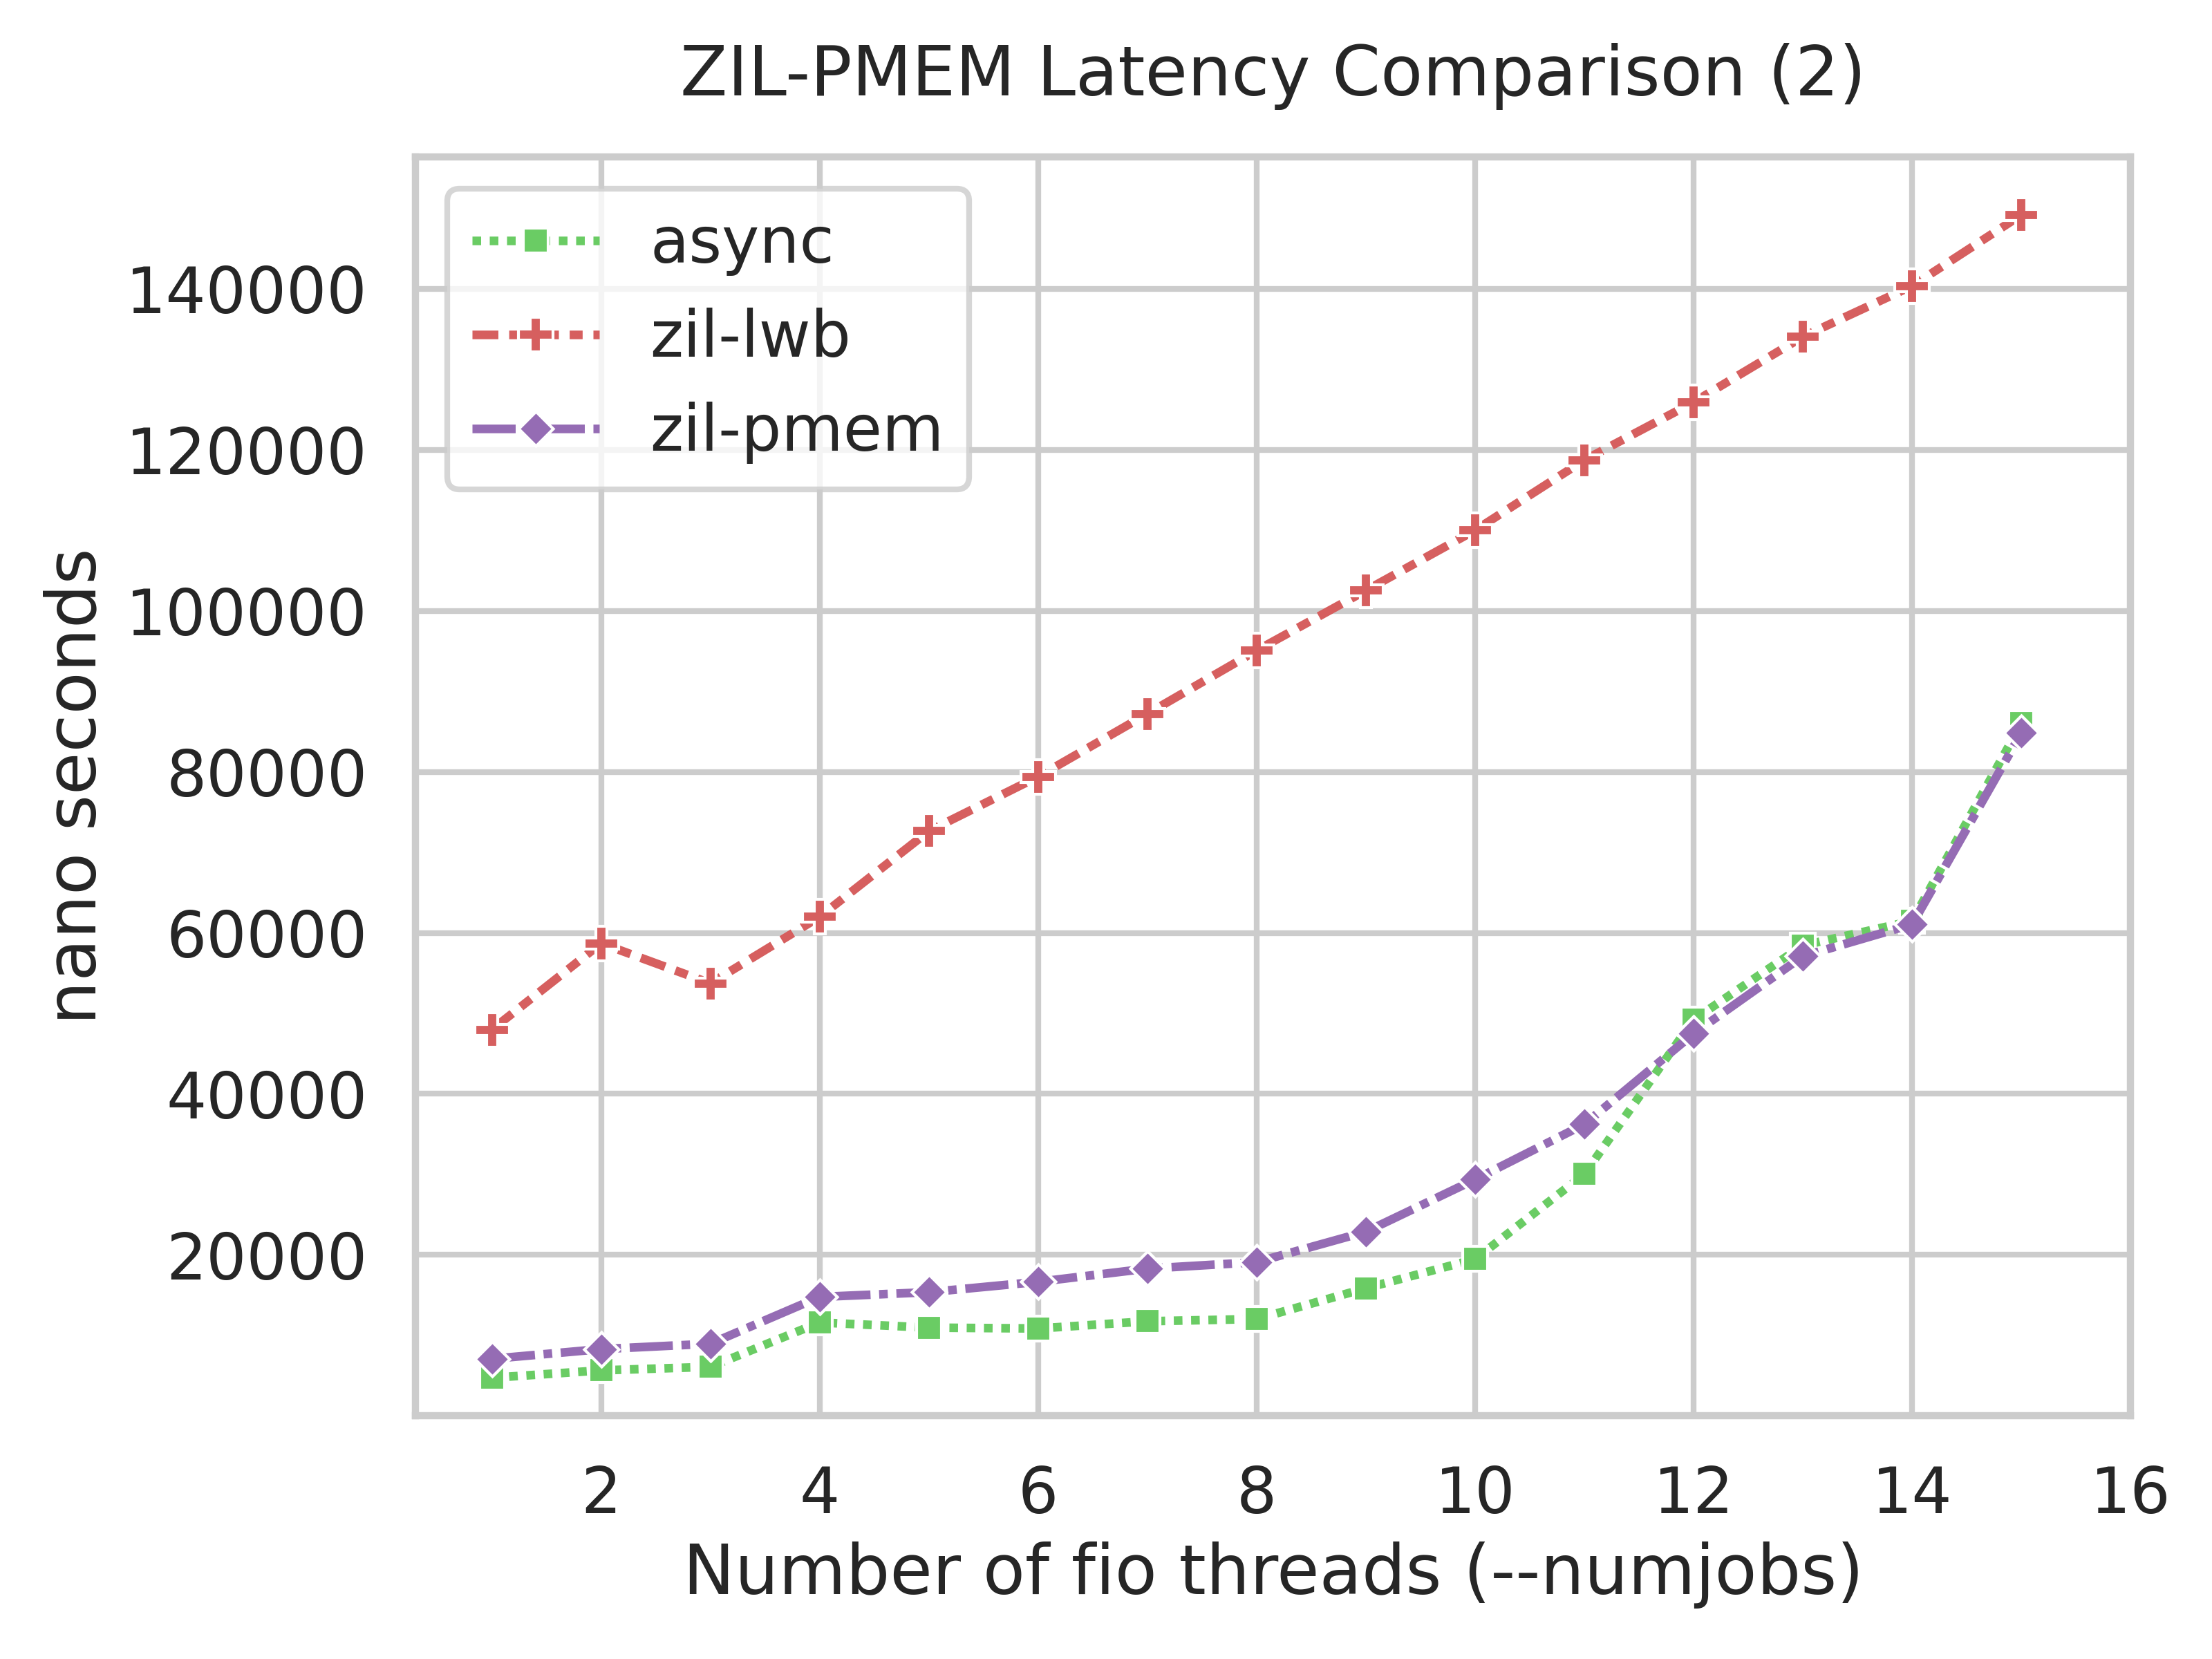 ZIL-PMEM Latency Comparison (2)
async
zil-lwb
zil-pmem
nano seconds
140000
120000
100000
80000
60000
40000
20000
2 4 6 8 10 12 14 16
Number of fio threads (--numjobs)